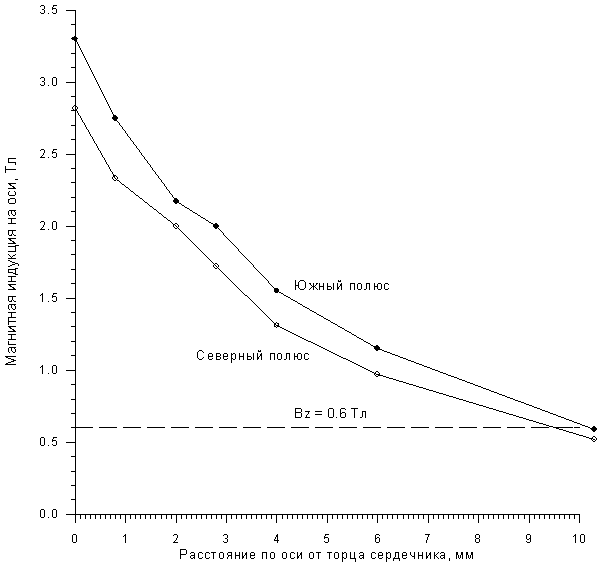 Магнитная индукция на оси, Тл
3.5
3.0
2.5
2.0
1.5
1.0
0.5
0.0
Южный полюс
Северный полюс
Bz = 0.6 Тл
0 1 2 3 4 5 6 7 8 9 10
Расстояние по оси от торца сердечника, мм